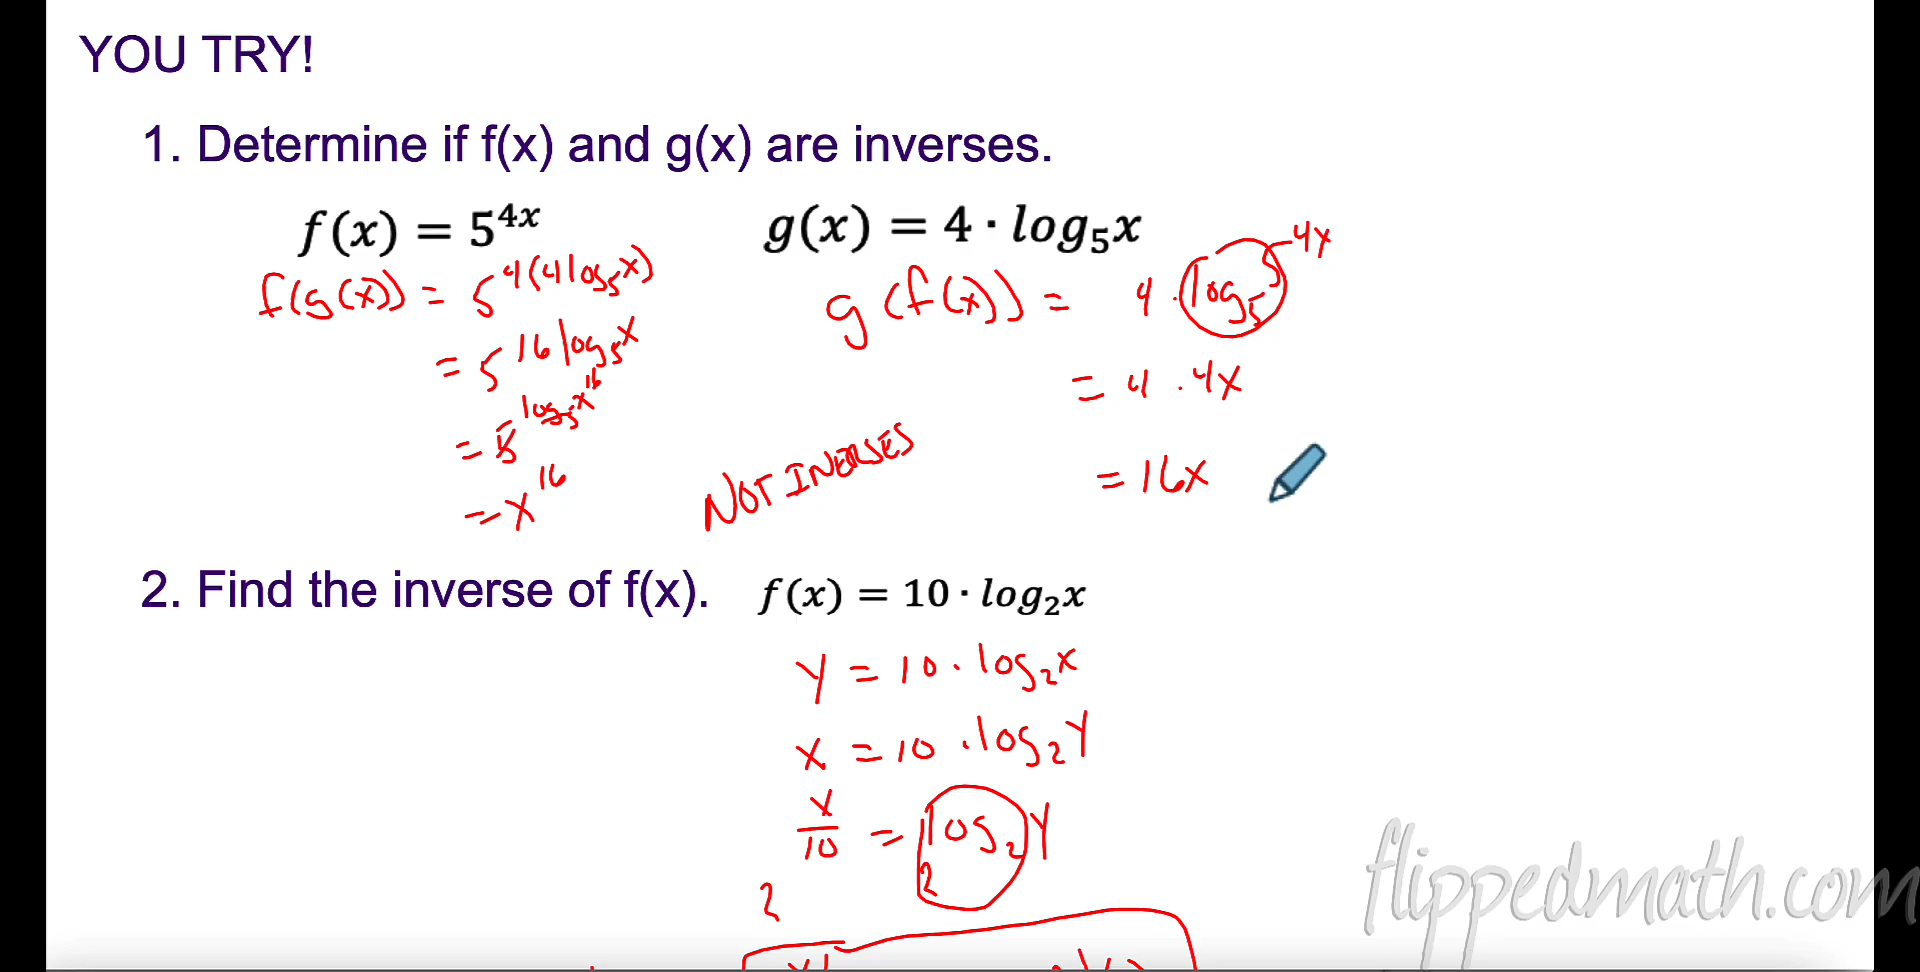 YOU TRY!
1. Determine if f(x) and g(x) are inverses.
f(x) = 5^{4x}
g(x) = 4 · log₅x
f(g(x)) = 5^{4(4log₅x)}
= 5^{16log₅x}
= 5^{log₅x^{16}}
= x^{16}
g(f(x)) = 4 · log₅5^{4x}
= 4 · 4x
= 16x
NOT INVERSES
2. Find the inverse of f(x).
f(x) = 10 · log₂x
y = 10 · log₂x
x = 10 · log₂y
x/10 = log₂y
2
2
flippedmath.com